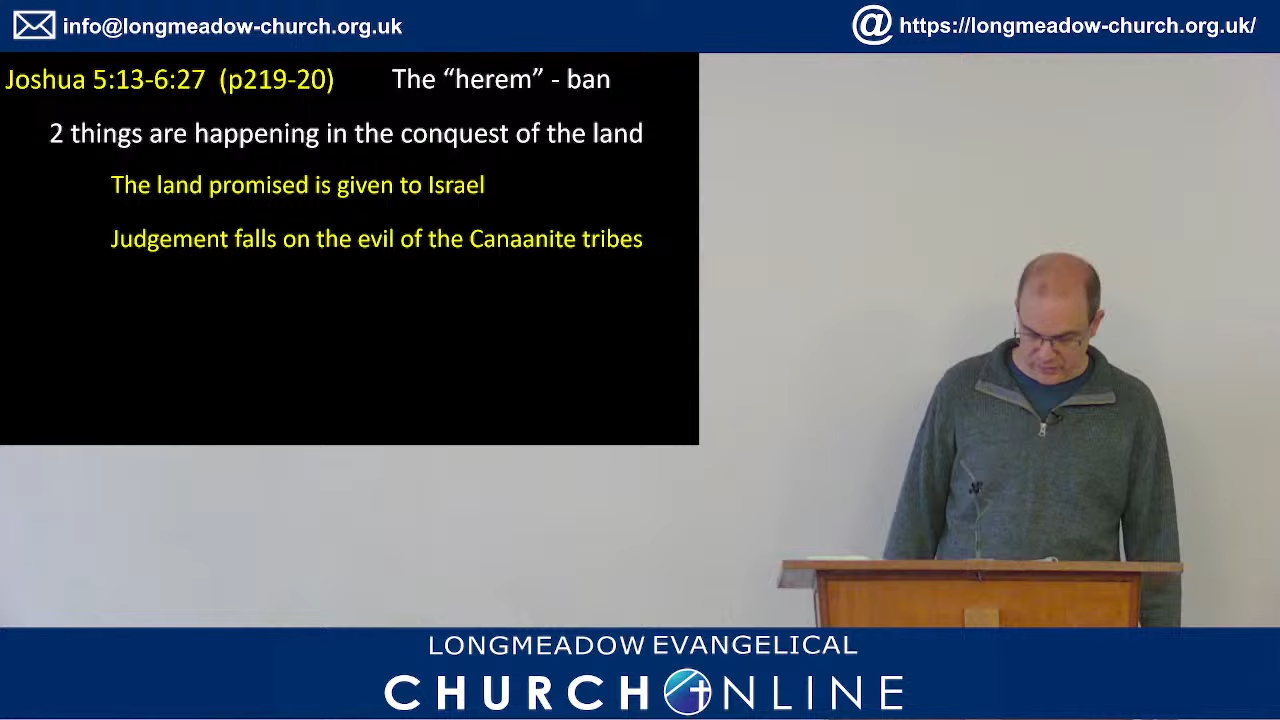 info@longmeadow-church.org.uk
@ https://longmeadow-church.org.uk/
Joshua 5:13-6:27 (p219-20) The “herem” - ban
2 things are happening in the conquest of the land
The land promised is given to Israel
Judgement falls on the evil of the Canaanite tribes
LONGMEADOW EVANGELICAL
CHURCH ONLINE